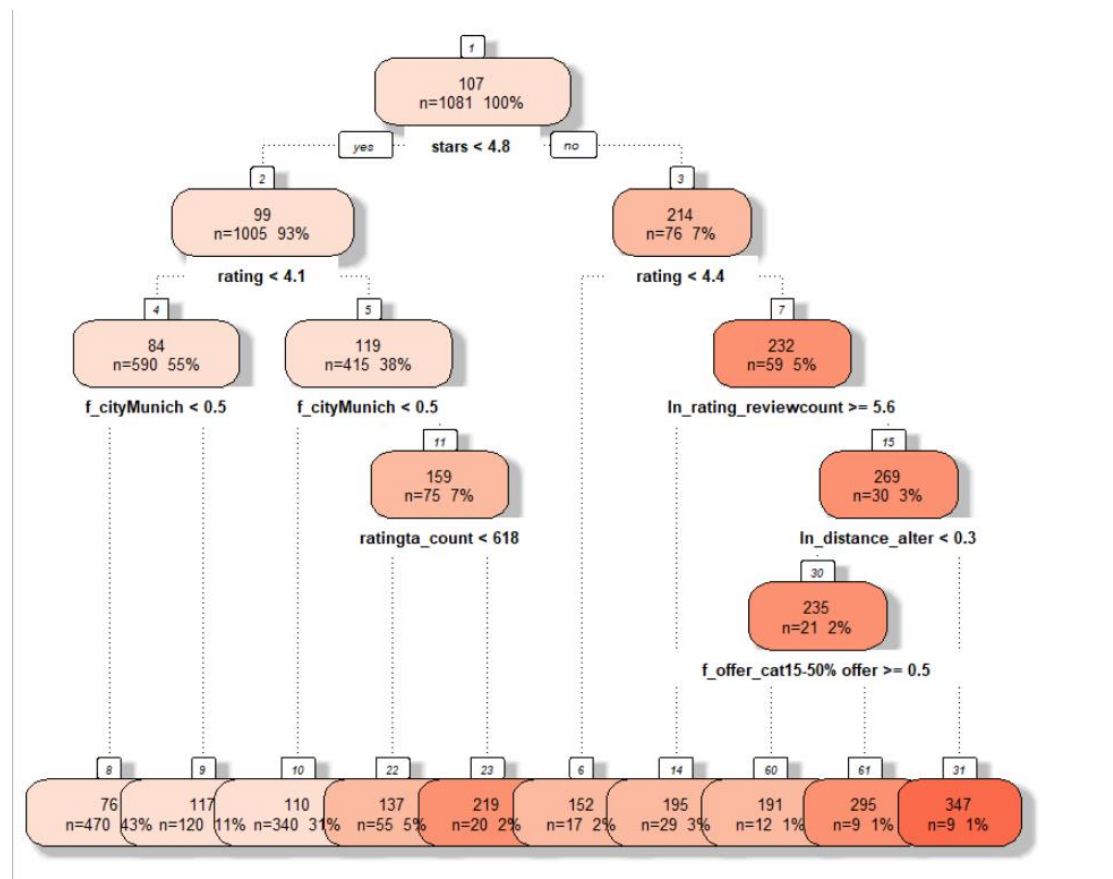 1
107
n=1081 100%
yes stars < 4.8 no
2 3
99 214
n=1005 93% n=76 7%
rating < 4.1 rating < 4.4
4 5 7
84 119 232
n=590 55% n=415 38% n=59 5%
f_cityMunich < 0.5 f_cityMunich < 0.5 ln_rating_reviewcount >= 5.6
11 15
159 269
n=75 7% n=30 3%
ratingta_count < 618 ln_distance_alter < 0.3
30
235
n=21 2%
f_offer_cat15-50% offer >= 0.5
8 9 10 22 23 6 14 60 61 31
76 117 110 137 219 152 195 191 295 347
n=470 43% n=120 11% n=340 31% n=55 5% n=20 2% n=17 2% n=29 3% n=12 1% n=9 1% n=9 1%